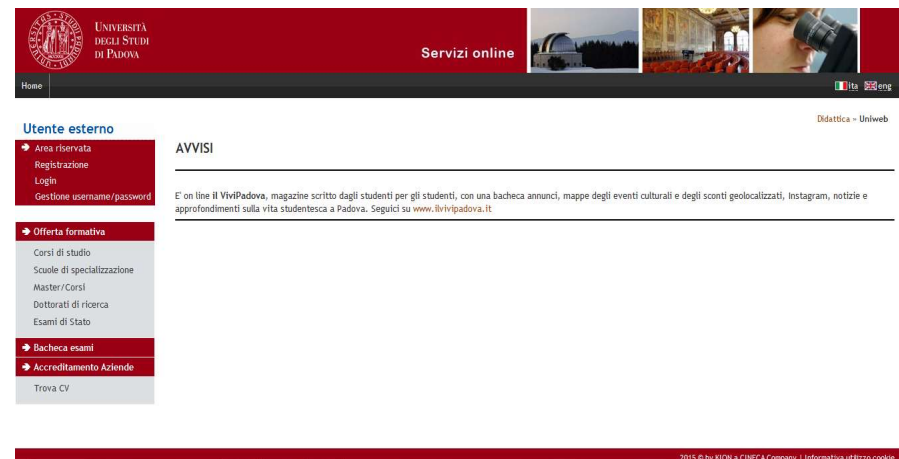 UNIVERSITÀ
DEGLI STUDI
DI PADOVA
Servizi online
Home
ita eng
Didattica » Uniweb
Utente esterno
Area riservata
Registrazione
Login
Gestione username/password
AVVISI
E' on line il ViviPadova, magazine scritto dagli studenti per gli studenti, con una bacheca annunci, mappe degli eventi culturali e degli sconti geolocalizzati, Instagram, notizie e
approfondimenti sulla vita studentesca a Padova. Seguici su www.ilvivipadova.it
Offerta formativa
Corsi di studio
Scuole di specializzazione
Master/Corsi
Dottorati di ricerca
Esami di Stato
Bacheca esami
Accreditamento Aziende
Trova CV
2015 © by KION a CINECA Company | Informativa utilizzo cookie